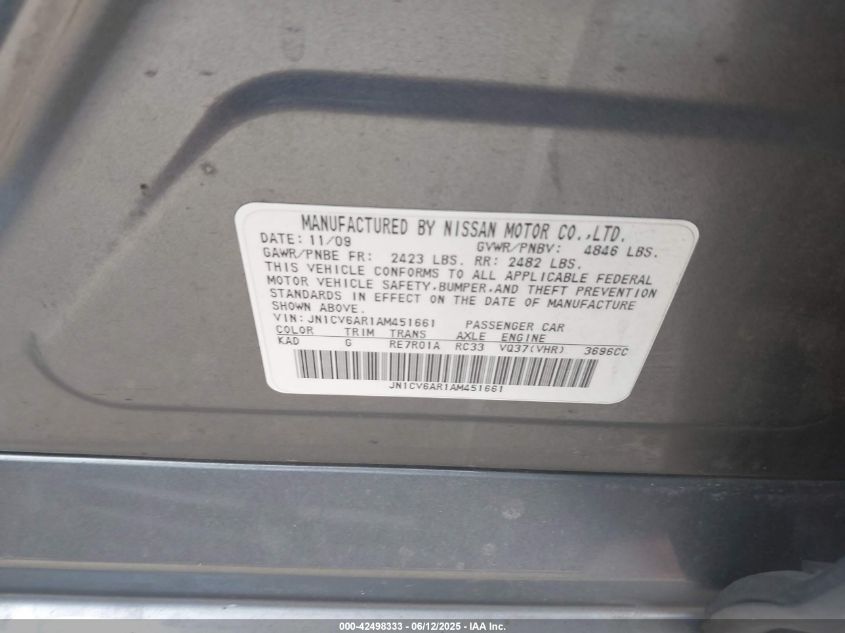 MANUFACTURED BY NISSAN MOTOR CO.,LTD.
DATE: 11/09 GVWR/PNBV: 4846 LBS.
GAWR/PNBE FR: 2423 LBS. RR: 2482 LBS.
THIS VEHICLE CONFORMS TO ALL APPLICABLE FEDERAL
MOTOR VEHICLE SAFETY,BUMPER,AND THEFT PREVENTION
STANDARDS IN EFFECT ON THE DATE OF MANUFACTURE
SHOWN ABOVE.
VIN: JN1CV6AR1AM451661 PASSENGER CAR
COLOR TRIM TRANS AXLE ENGINE
KAD G RE7R01A RC33 VQ37(VHR) 3696CC
JN1CV6AR1AM451661
000-42498333 - 06/12/2025 - IAA Inc.